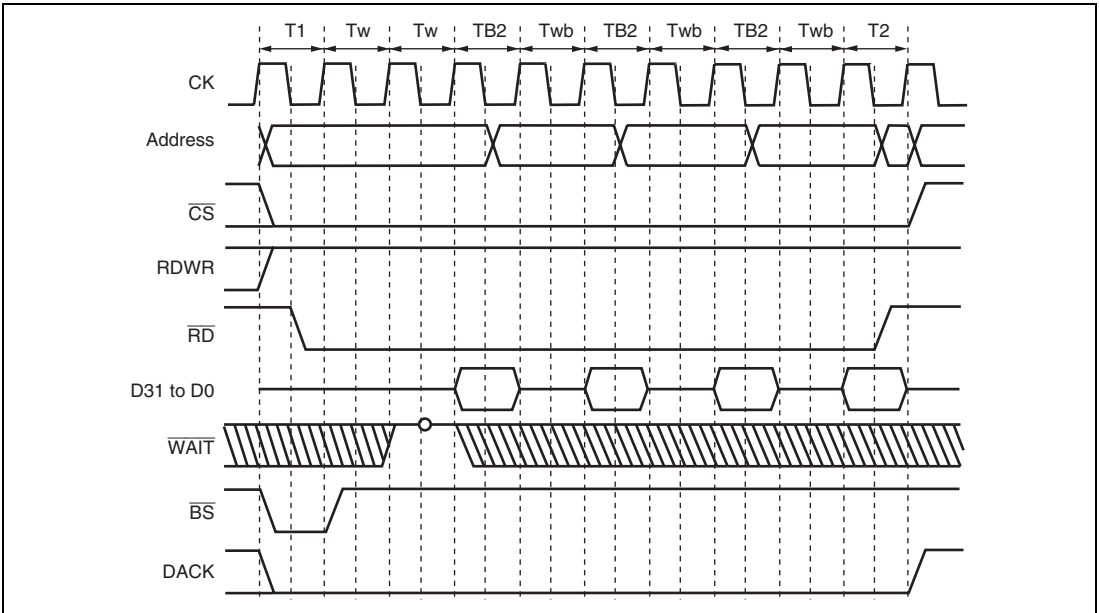 T1 Tw Tw TB2 Twb TB2 Twb TB2 Twb T2
CK
Address
CS
RDWR
RD
D31 to D0
WAIT
BS
DACK